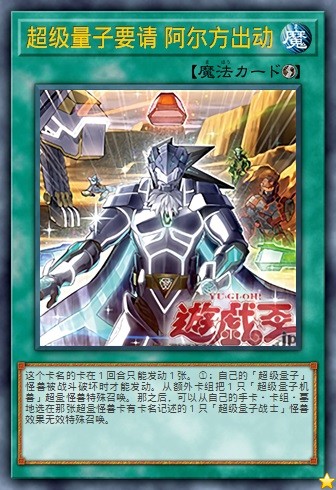 超级量子要请 阿尔方出动 魔
【魔法カード】
YU-GI-OH!
遊戯王
这个卡名的卡在1回合只能发动1张。①：自己的「超级量子」
怪兽被战斗破坏时才能发动。从额外卡组把1只「超级量子机
兽」超量怪兽特殊召唤。那之后，可以从自己的手卡・卡组・墓
地选在那张超量怪兽卡有卡名记述的1只「超级量子战士」怪兽
效果无效特殊召唤。